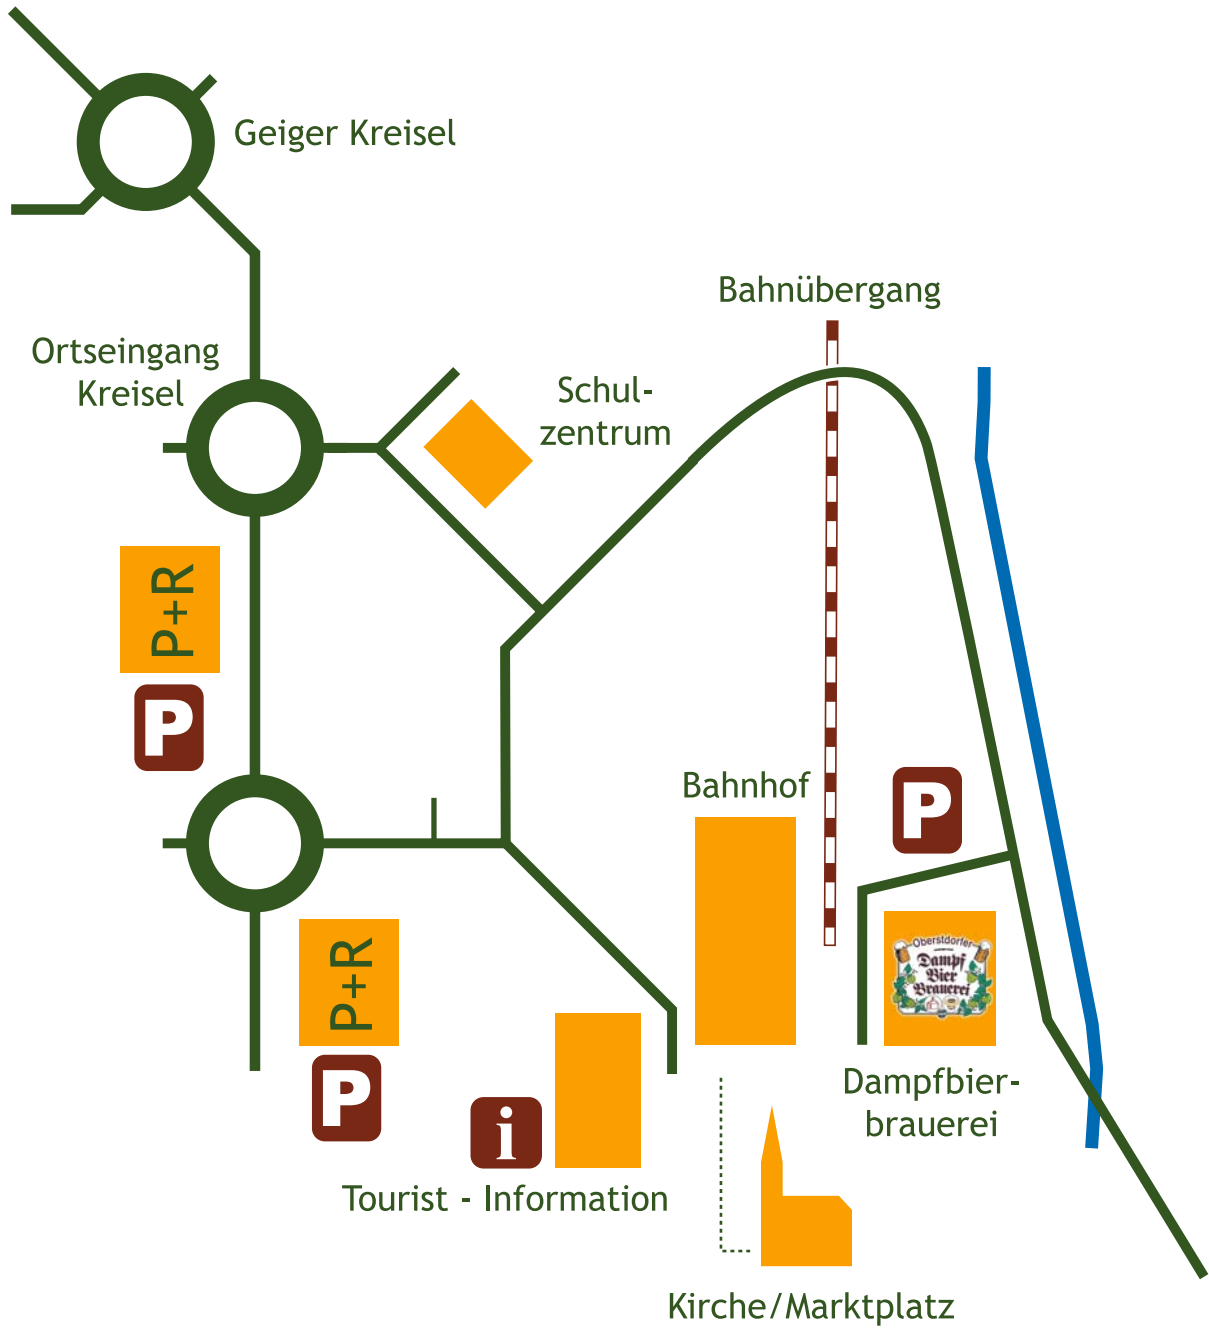 Geiger Kreisel
Bahnübergang
Ortseingang
Kreisel
Schul-
zentrum
P+R
P
Bahnhof
P
P+R
P
Oberstdorfer
Dampf
Bier
Brauerei
Dampfbier-
brauerei
i
Tourist - Information
Kirche/Marktplatz